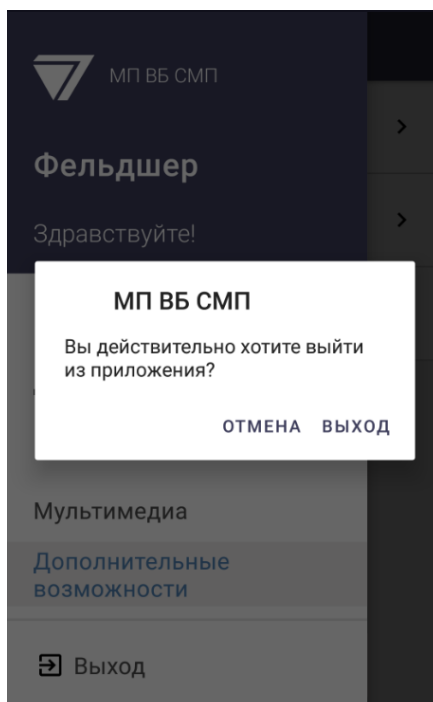 МП ВБ СМП
Фельдшер
Здравствуйте!
МП ВБ СМП
Вы действительно хотите выйти
из приложения?
ОТМЕНА ВЫХОД
Мультимедиа
Дополнительные
возможности
Выход